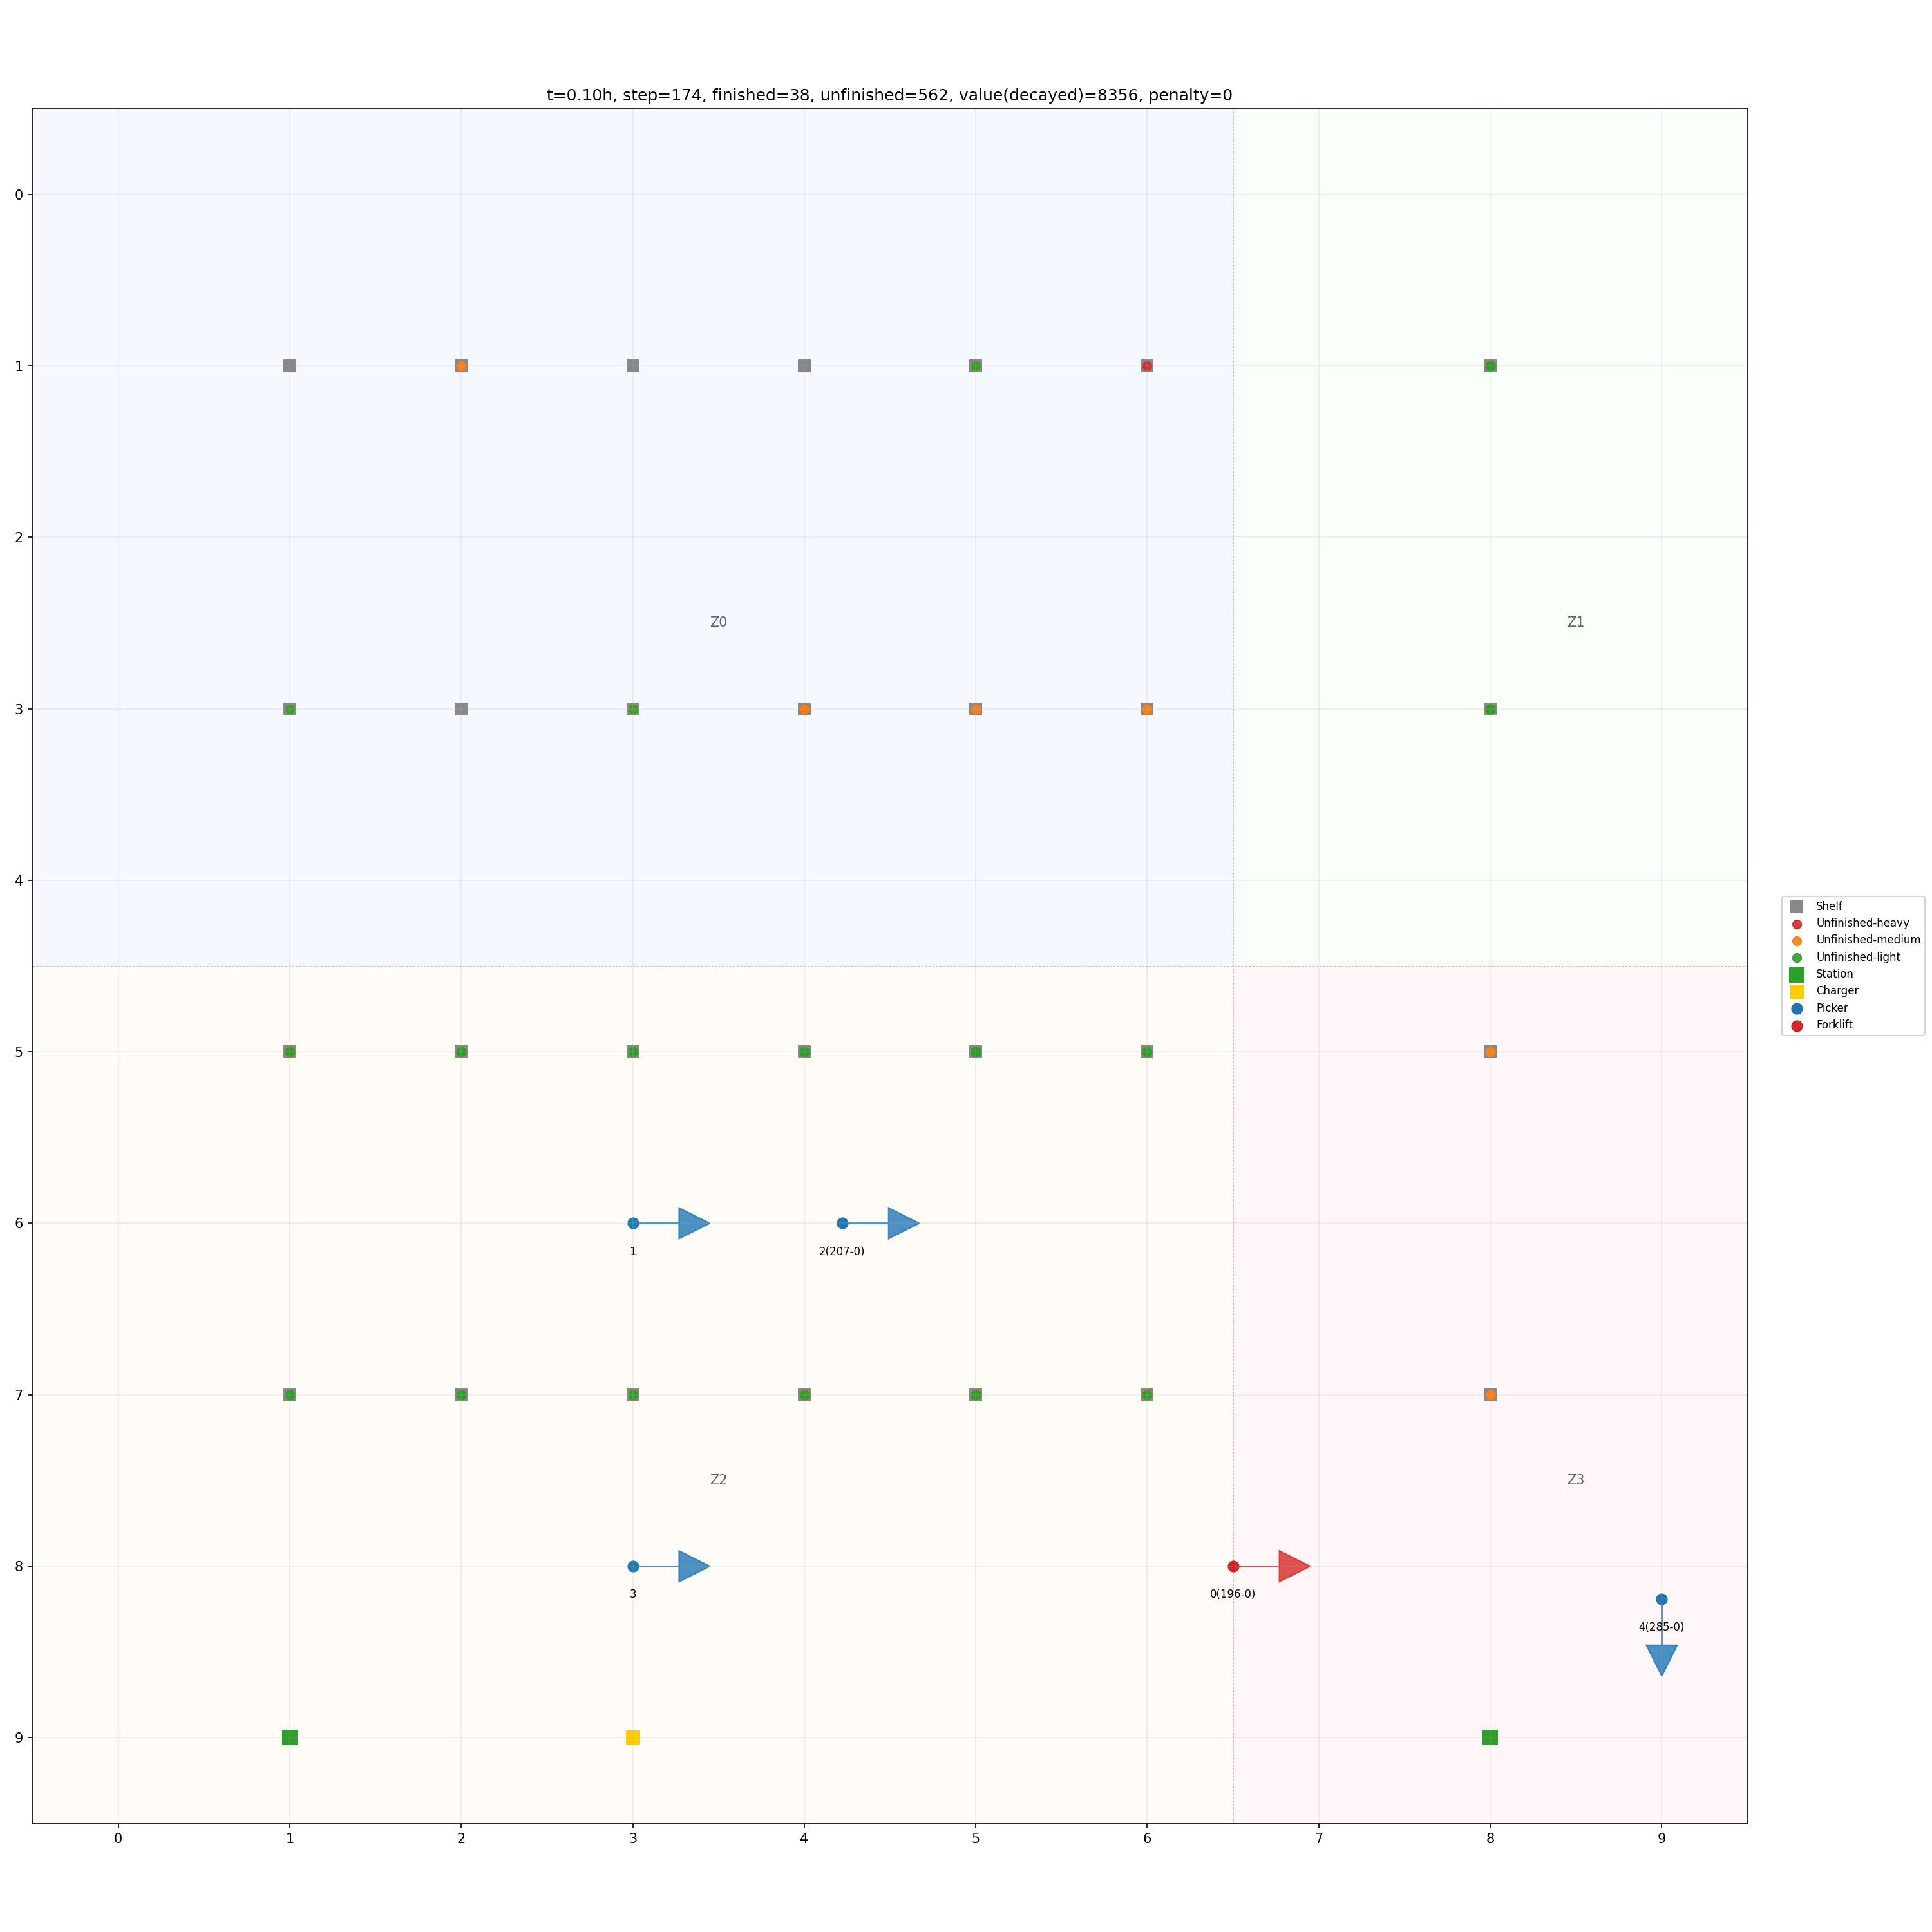 t=0.10h, step=174, finished=38, unfinished=562, value(decayed)=8356, penalty=0
0
1
2
Z0
Z1
3
4
Shelf
Unfinished-heavy
Unfinished-medium
Unfinished-light
Station
Charger
Picker
Forklift
5
6
1
2(207-0)
7
Z2
Z3
8
3
0(196-0)
4(285-0)
9
0 1 2 3 4 5 6 7 8 9